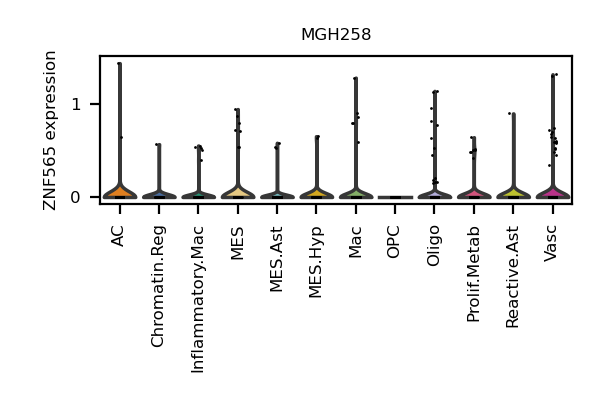 MGH258
ZNF565 expression
1
0
AC
Chromatin.Reg
Inflammatory.Mac
MES
MES.Ast
MES.Hyp
Mac
OPC
Oligo
Prolif.Metab
Reactive.Ast
Vasc